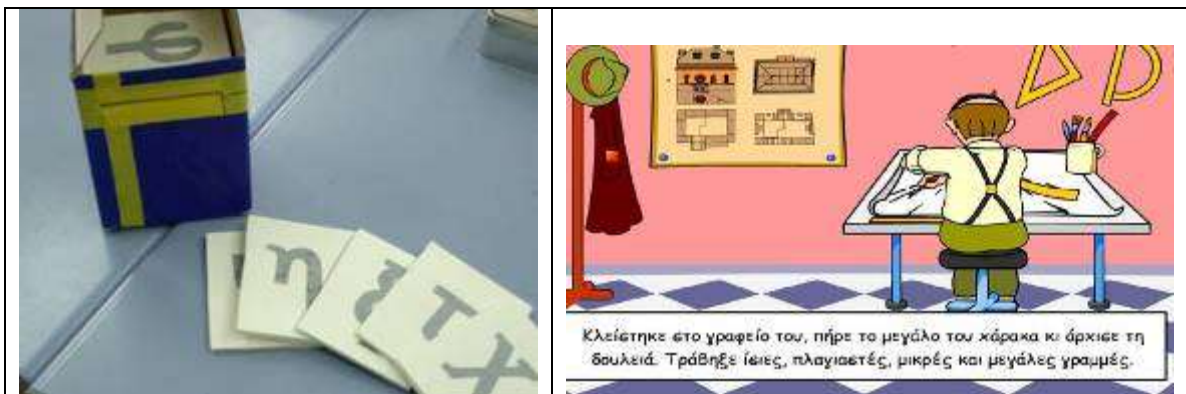 φ
η
τ
χ
Κλείστηκε στο γραφείο του, πήρε το μεγάλο του χάρακα κι άρχισε τη
δουλειά. Τράβηξε ίσιες, πλαγιαστές, μικρές και μεγάλες γραμμές.